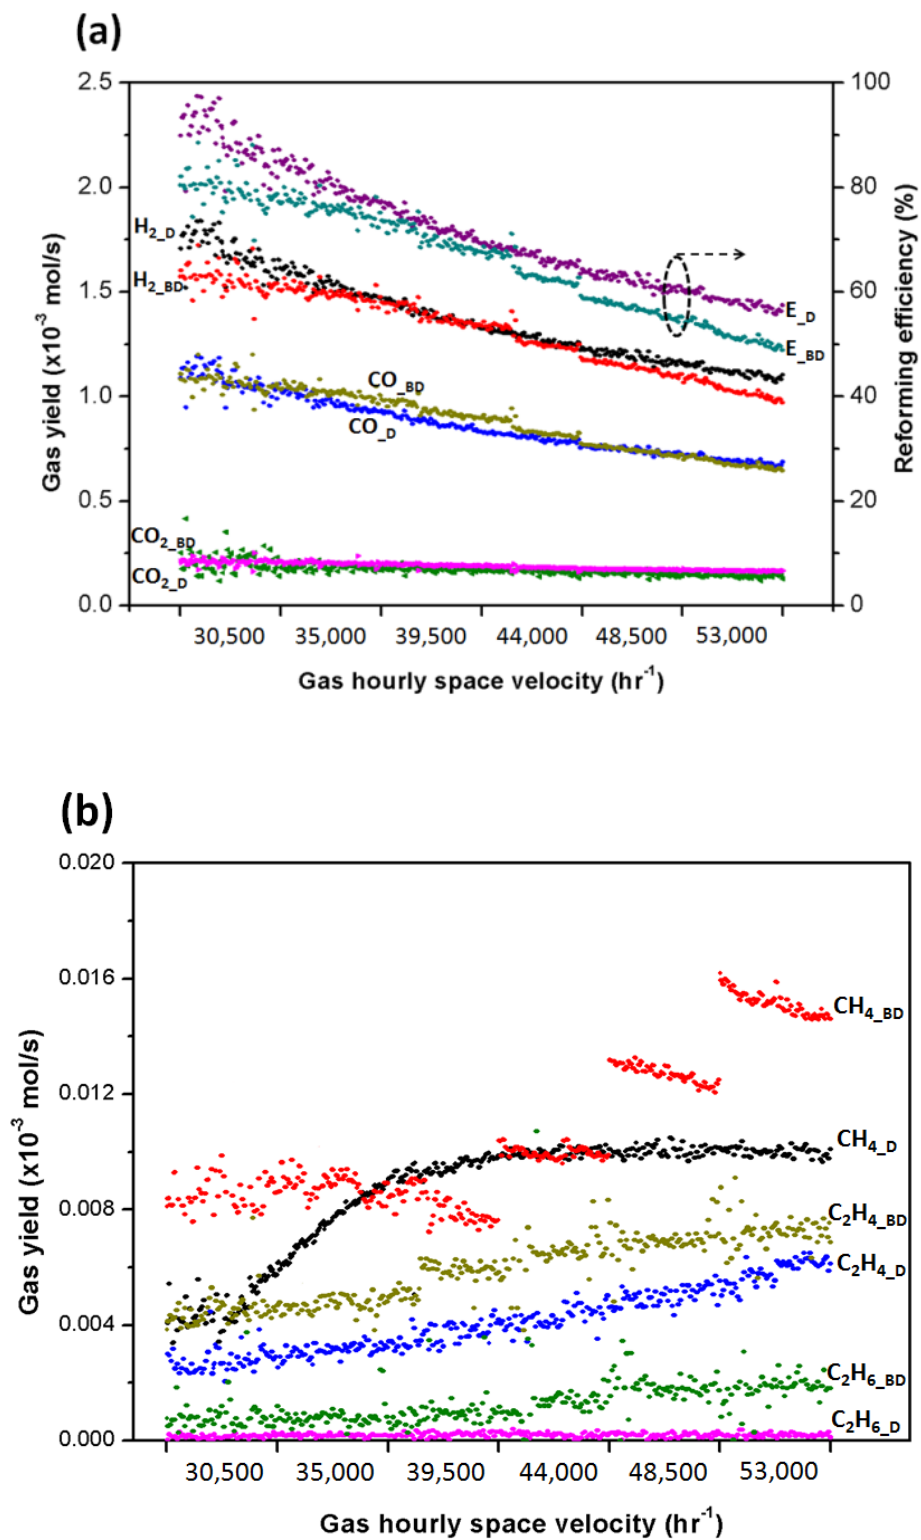 (a)
2.5
2.0
1.5
1.0
0.5
0.0
Gas yield (x10⁻³ mol/s)
100
80
60
40
20
0
Reforming efficiency (%)
H₂_D
H₂_BD
E_D
E_BD
CO_BD
CO_D
CO₂_BD
CO₂_D
30,500 35,000 39,500 44,000 48,500 53,000
Gas hourly space velocity (hr⁻¹)
(b)
0.020
0.016
0.012
0.008
0.004
0.000
Gas yield (x10⁻³ mol/s)
CH₄_BD
CH₄_D
C₂H₄_BD
C₂H₄_D
C₂H₆_BD
C₂H₆_D
30,500 35,000 39,500 44,000 48,500 53,000
Gas hourly space velocity (hr⁻¹)